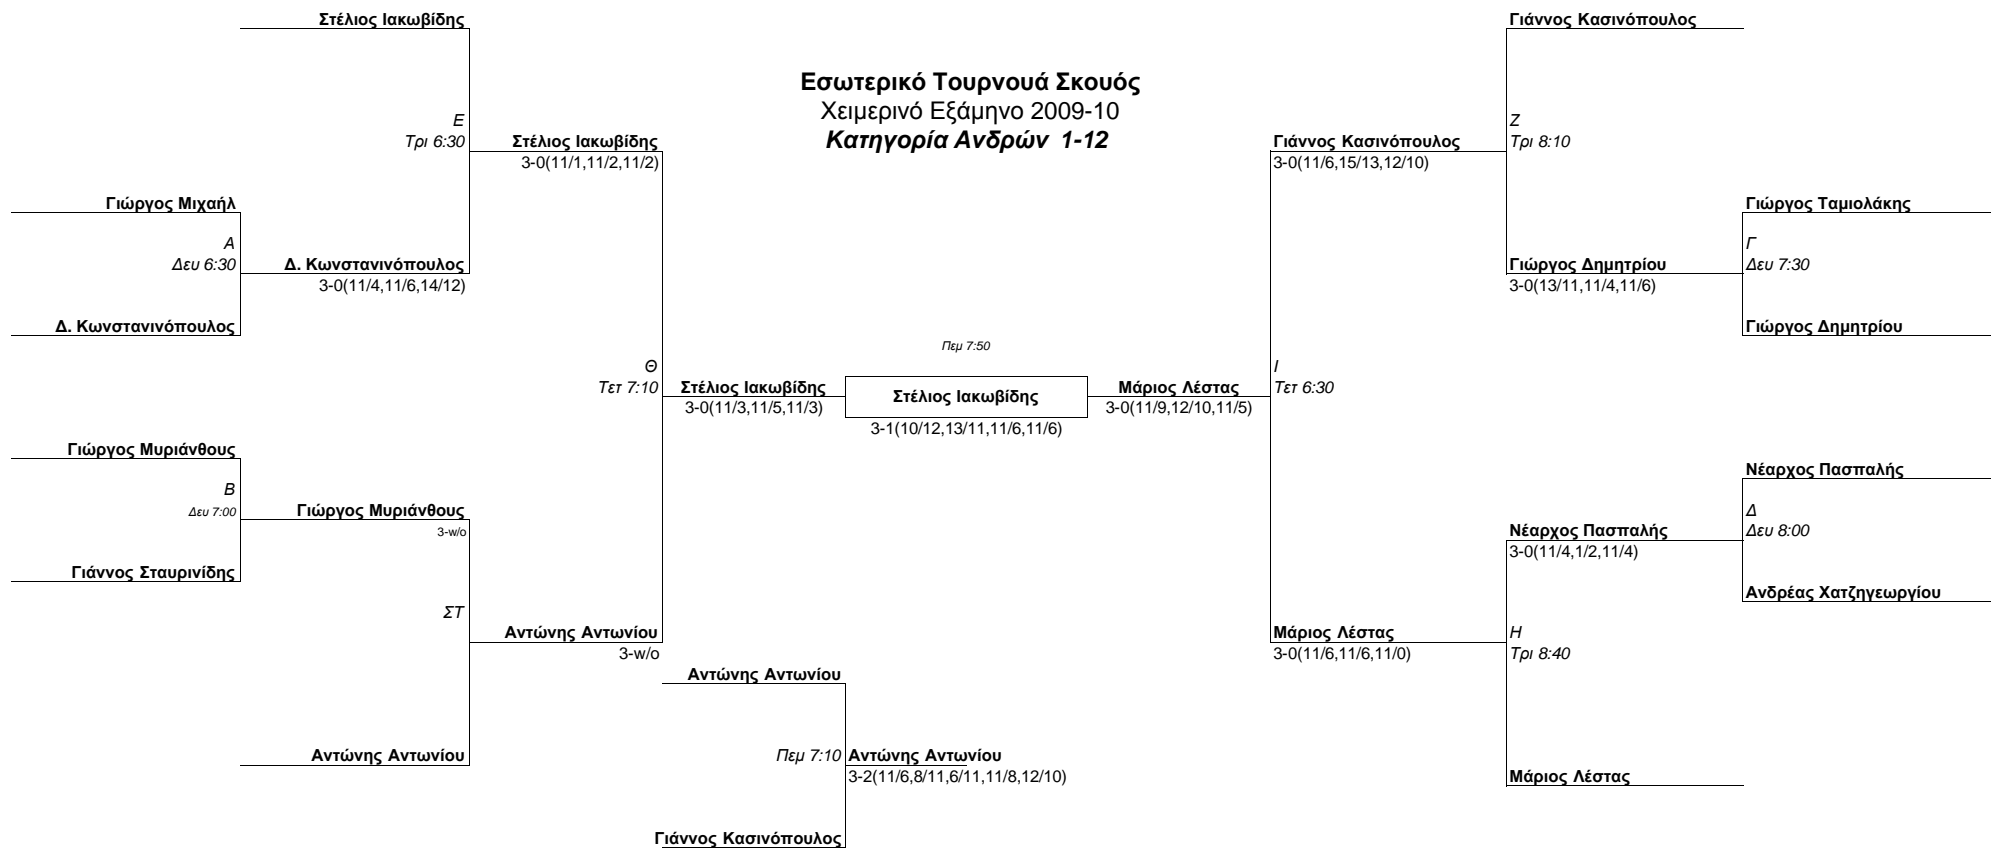 Στέλιος Ιακωβίδης
Γιάννος Κασινόπουλος
Εσωτερικό Τουρνουά Σκουός
Χειμερινό Εξάμηνο 2009-10
Κατηγορία Ανδρών 1-12
Ε
Τρι 6:30
Στέλιος Ιακωβίδης
3-0(11/1,11/2,11/2)
Γιάννος Κασινόπουλος
3-0(11/6,15/13,12/10)
Ζ
Τρι 8:10
Γιώργος Μιχαήλ
Α
Δευ 6:30
Δ. Κωνστανινόπουλος
3-0(11/4,11/6,14/12)
Δ. Κωνστανινόπουλος
Γιώργος Ταμιολάκης
Γ
Δευ 7:30
Γιώργος Δημητρίου
3-0(13/11,11/4,11/6)
Γιώργος Δημητρίου
Πεμ 7:50
Θ
Τετ 7:10
Στέλιος Ιακωβίδης
3-0(11/3,11/5,11/3)
Στέλιος Ιακωβίδης
3-1(10/12,13/11,11/6,11/6)
Μάριος Λέστας
3-0(11/9,12/10,11/5)
Ι
Τετ 6:30
Γιώργος Μυριάνθους
Β
Δευ 7:00
Γιώργος Μυριάνθους
3-w/o
Γιάννος Σταυρινίδης
Νέαρχος Πασπαλής
Δ
Δευ 8:00
Νέαρχος Πασπαλής
3-0(11/4,1/2,11/4)
Ανδρέας Χατζηγεωργίου
ΣΤ
Αντώνης Αντωνίου
3-w/o
Μάριος Λέστας
3-0(11/6,11/6,11/0)
Η
Τρι 8:40
Αντώνης Αντωνίου
Αντώνης Αντωνίου
Πεμ 7:10
Αντώνης Αντωνίου
3-2(11/6,8/11,6/11,11/8,12/10)
Μάριος Λέστας
Γιάννος Κασινόπουλος